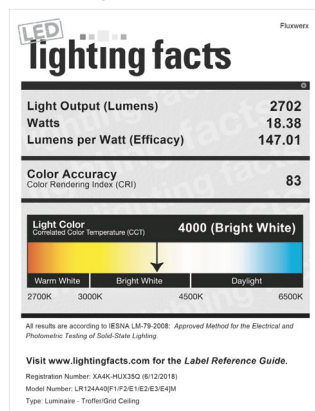 Fluxwerx
LED
lighting facts
Light Output (Lumens) 2702
Watts 18.38
Lumens per Watt (Efficacy) 147.01
Color Accuracy 83
Color Rendering Index (CRI)
Light Color 4000 (Bright White)
Correlated Color Temperature (CCT)
Warm White Bright White Daylight
2700K 3000K 4500K 6500K
All results are according to IESNA LM-79-2008: Approved Method for the Electrical and
Photometric Testing of Solid-State Lighting.
Visit www.lightingfacts.com for the Label Reference Guide.
Registration Number: XA4K-HUX35Q (6/12/2018)
Model Number: LR124A40[F1/F2/E1/E2/E3/E4]M
Type: Luminaire - Troffer/Grid Ceiling